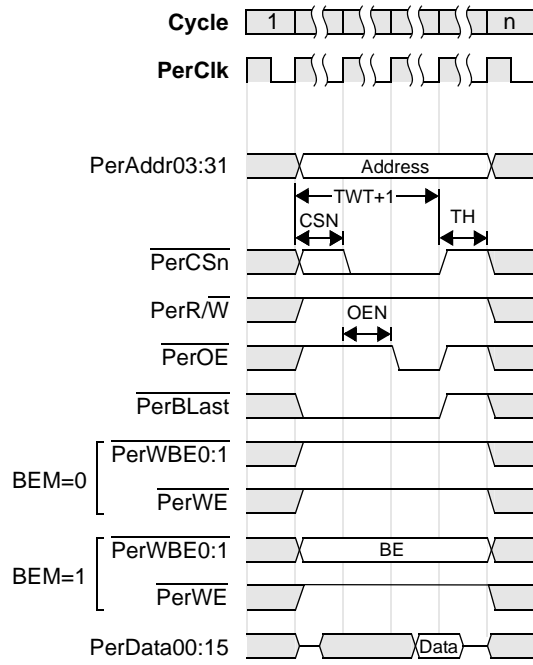 Cycle 1 n
PerClk
PerAddr03:31 Address
TWT+1
CSN TH
PerCSn
PerR/W
OEN
PerOE
PerBLast
PerWBE0:1
BEM=0
PerWE
PerWBE0:1 BE
BEM=1
PerWE
PerData00:15 Data